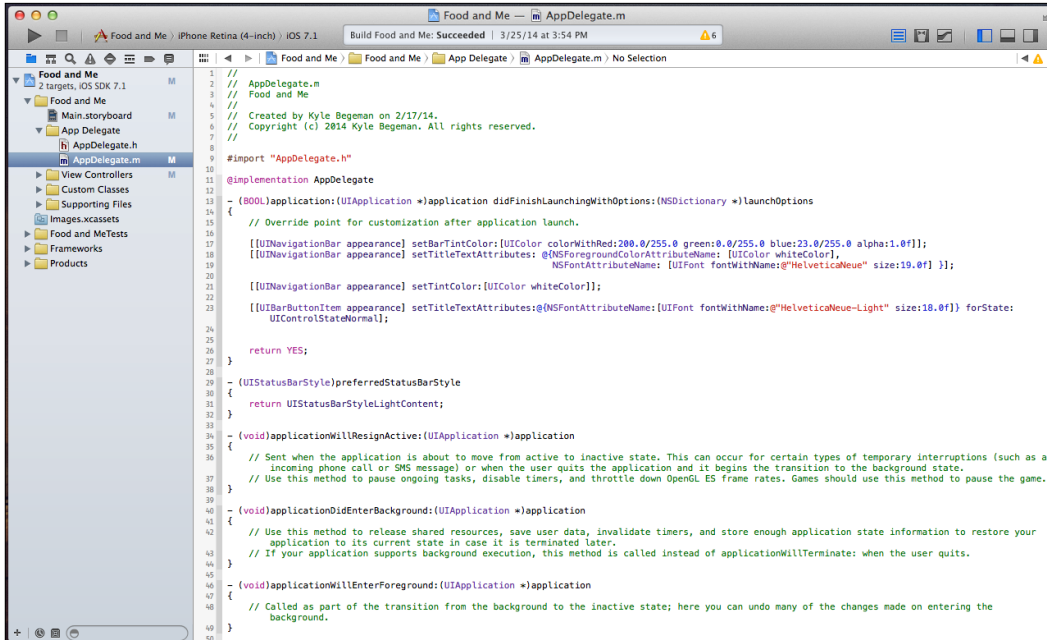 Food and Me — AppDelegate.m
Food and Me 〉 iPhone Retina (4-inch) 〉 iOS 7.1
Build Food and Me: Succeeded | 3/25/14 at 3:54 PM
6
Food and Me 〉 Food and Me 〉 App Delegate 〉 m AppDelegate.m 〉 No Selection
Food and Me
M
2 targets, iOS SDK 7.1
Food and Me
Main.storyboard M
App Delegate
h AppDelegate.h
m AppDelegate.m M
View Controllers M
Custom Classes
Supporting Files
Images.xcassets
Food and MeTests
Frameworks
Products
1 //
2 //  AppDelegate.m
3 //  Food and Me
4 //
5 //  Created by Kyle Begeman on 2/17/14.
6 //  Copyright (c) 2014 Kyle Begeman. All rights reserved.
7 //
8
9 #import "AppDelegate.h"
10
11 @implementation AppDelegate
12
13 - (BOOL)application:(UIApplication *)application didFinishLaunchingWithOptions:(NSDictionary *)launchOptions
14 {
15     // Override point for customization after application launch.
16
17     [[UINavigationBar appearance] setBarTintColor:[UIColor colorWithRed:200.0/255.0 green:0.0/255.0 blue:23.0/255.0 alpha:1.0f]];
18     [[UINavigationBar appearance] setTitleTextAttributes: @{NSForegroundColorAttributeName: [UIColor whiteColor],
19     NSFontAttributeName: [UIFont fontWithName:@"HelveticaNeue" size:19.0f] }];
20
21     [[UINavigationBar appearance] setTintColor:[UIColor whiteColor]];
22
23     [[UIBarButtonItem appearance] setTitleTextAttributes:@{NSFontAttributeName:[UIFont fontWithName:@"HelveticaNeue-Light" size:18.0f]} forState:
UIControlStateNormal];
24
25
26     return YES;
27 }
28
29 - (UIStatusBarStyle)preferredStatusBarStyle
30 {
31     return UIStatusBarStyleLightContent;
32 }
33
34 - (void)applicationWillResignActive:(UIApplication *)application
35 {
36     // Sent when the application is about to move from active to inactive state. This can occur for certain types of temporary interruptions (such as a
incoming phone call or SMS message) or when the user quits the application and it begins the transition to the background state.
37     // Use this method to pause ongoing tasks, disable timers, and throttle down OpenGL ES frame rates. Games should use this method to pause the game.
38 }
39
40 - (void)applicationDidEnterBackground:(UIApplication *)application
41 {
42     // Use this method to release shared resources, save user data, invalidate timers, and store enough application state information to restore your
application to its current state in case it is terminated later.
43     // If your application supports background execution, this method is called instead of applicationWillTerminate: when the user quits.
44 }
45
46 - (void)applicationWillEnterForeground:(UIApplication *)application
47 {
48     // Called as part of the transition from the background to the inactive state; here you can undo many of the changes made on entering the
background.
49 }
50